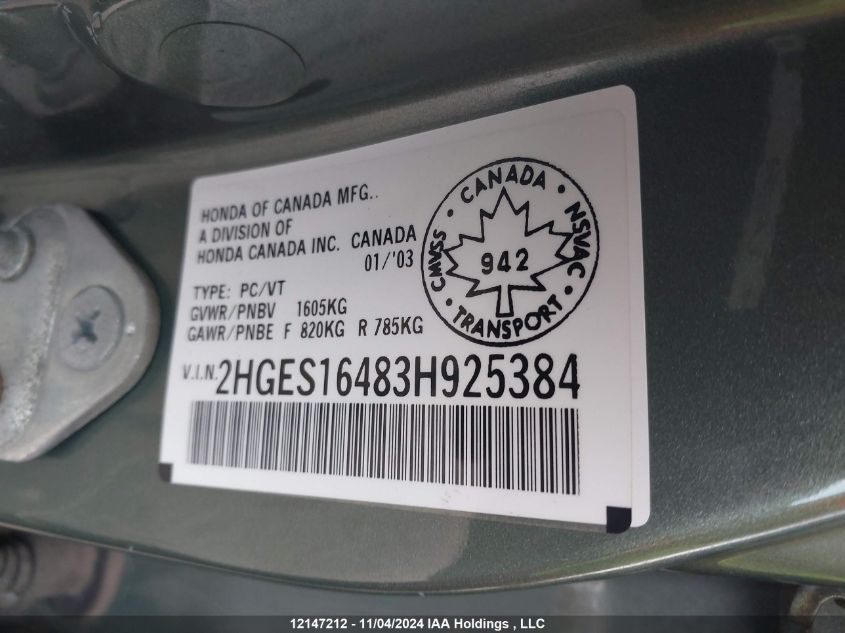 HONDA OF CANADA MFG..
A DIVISION OF
HONDA CANADA INC. CANADA
01/'03
TYPE: PC/VT
GVWR/PNBV 1605KG
GAWR/PNBE F 820KG R 785KG
CANADA • NSVAC • TRANSPORT • CMVSS •
942
V.I.N. 2HGES16483H925384
12147212 - 11/04/2024 IAA Holdings , LLC